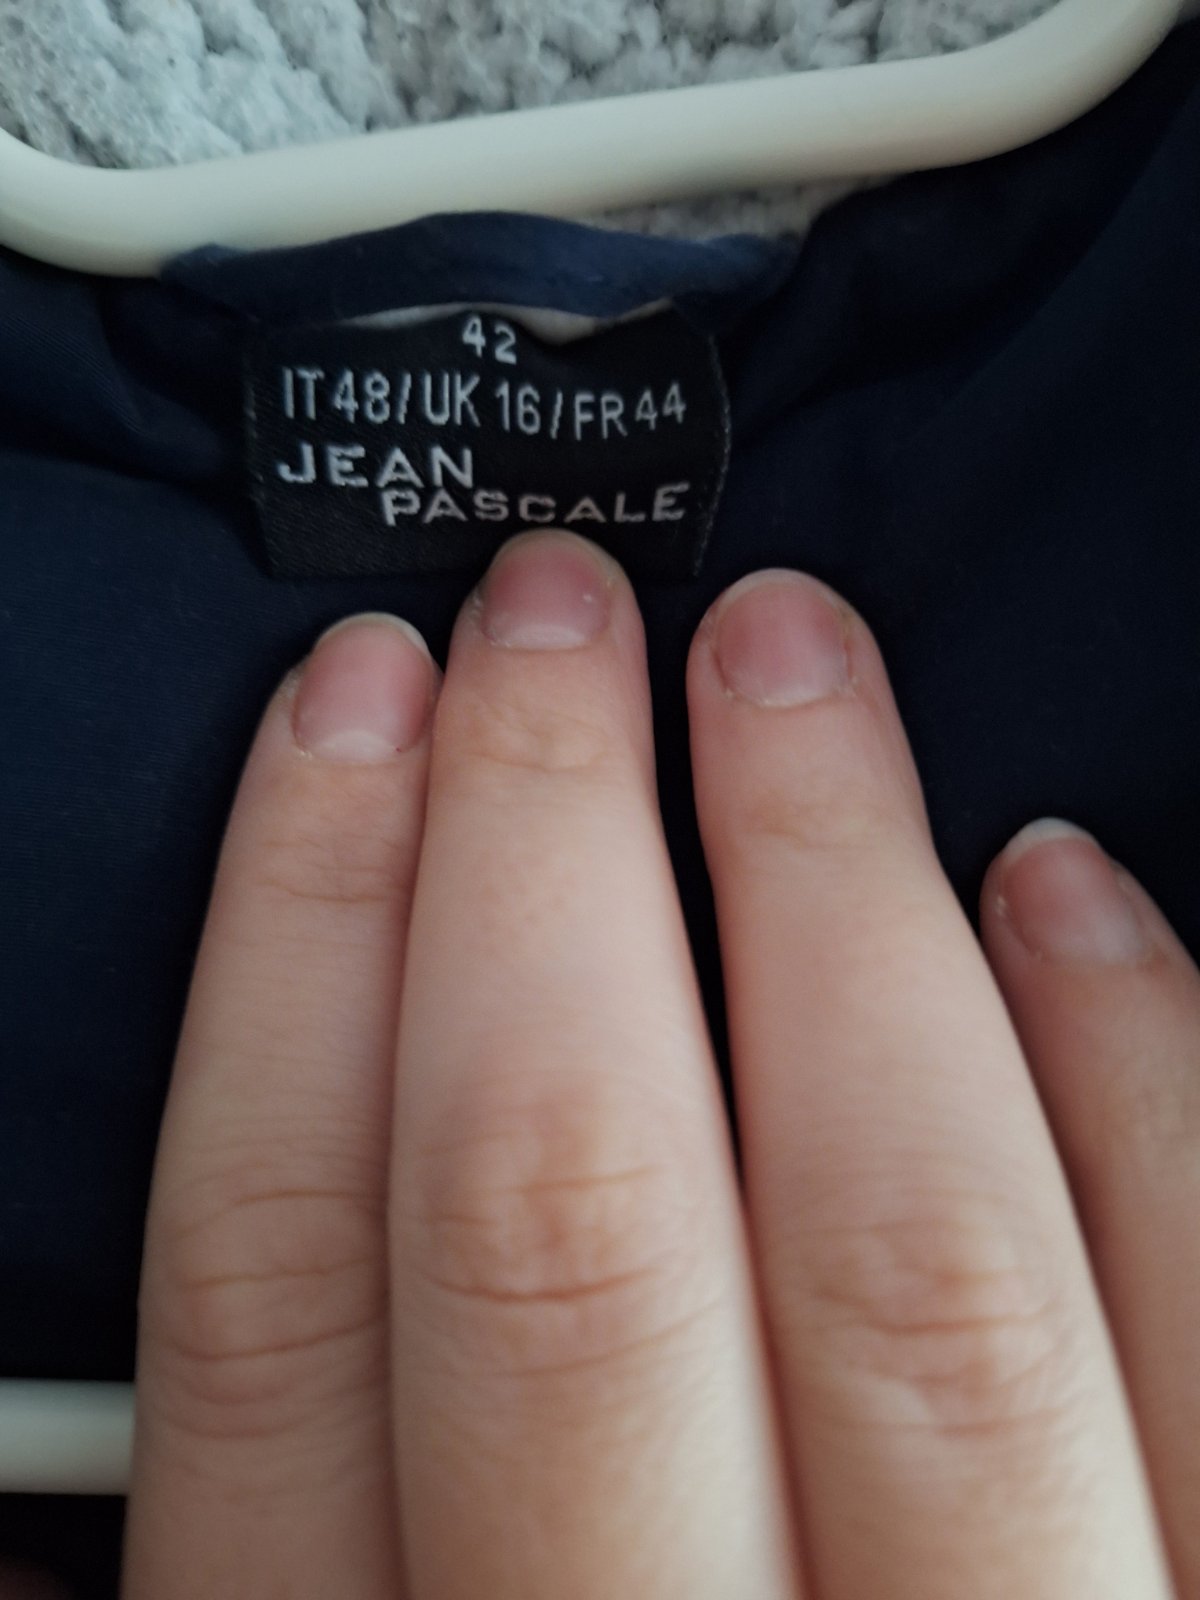 42
IT 48/UK 16/FR 44
JEAN
PASCALE